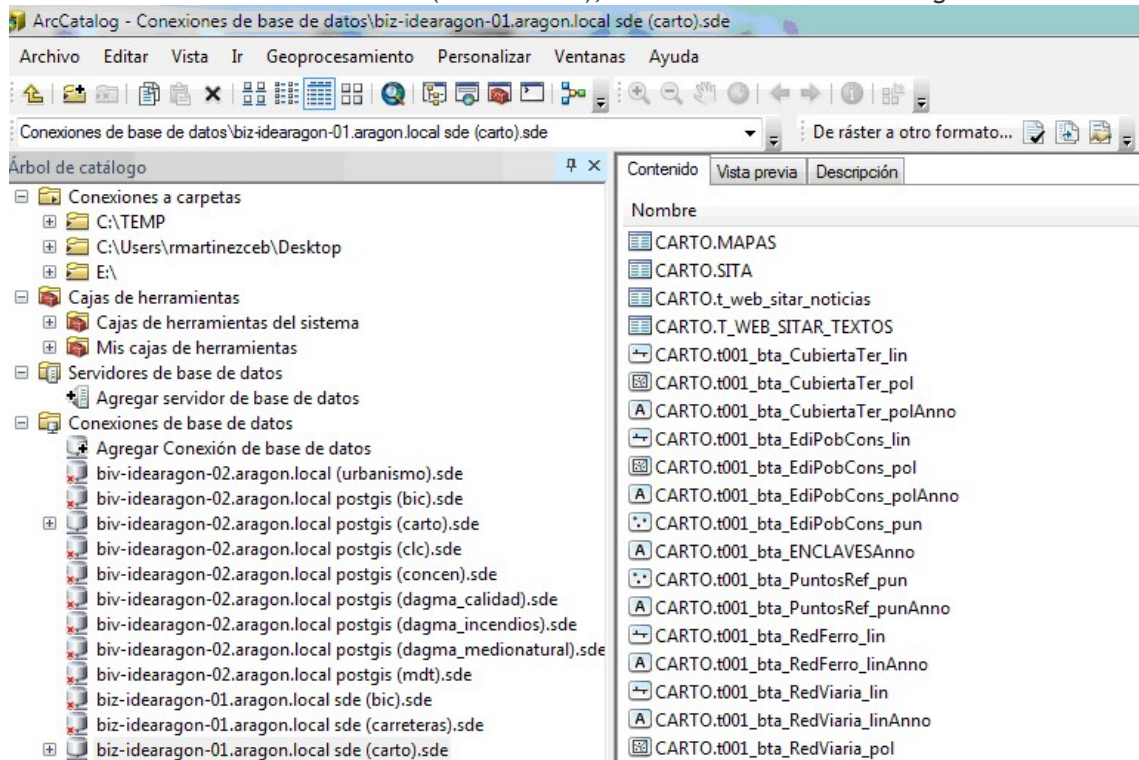 ArcCatalog - Conexiones de base de datos\biz-idearagon-01.aragon.local sde (carto).sde
Archivo Editar Vista Ir Geoprocesamiento Personalizar Ventanas Ayuda
Conexiones de base de datos\biz-idearagon-01.aragon.local sde (carto).sde
De ráster a otro formato...
Árbol de catálogo
Conexiones a carpetas
C:\TEMP
C:\Users\rmartinezceb\Desktop
E:\
Cajas de herramientas
Cajas de herramientas del sistema
Mis cajas de herramientas
Servidores de base de datos
Agregar servidor de base de datos
Conexiones de base de datos
Agregar Conexión de base de datos
biv-idearagon-02.aragon.local (urbanismo).sde
biv-idearagon-02.aragon.local postgis (bic).sde
biv-idearagon-02.aragon.local postgis (carto).sde
biv-idearagon-02.aragon.local postgis (clc).sde
biv-idearagon-02.aragon.local postgis (concen).sde
biv-idearagon-02.aragon.local postgis (dagma_calidad).sde
biv-idearagon-02.aragon.local postgis (dagma_incendios).sde
biv-idearagon-02.aragon.local postgis (dagma_medionatural).sde
biv-idearagon-02.aragon.local postgis (mdt).sde
biz-idearagon-01.aragon.local sde (bic).sde
biz-idearagon-01.aragon.local sde (carreteras).sde
biz-idearagon-01.aragon.local sde (carto).sde
Contenido Vista previa Descripción
Nombre
CARTO.MAPAS
CARTO.SITA
CARTO.t_web_sitar_noticias
CARTO.T_WEB_SITAR_TEXTOS
CARTO.t001_bta_CubiertaTer_lin
CARTO.t001_bta_CubiertaTer_pol
CARTO.t001_bta_CubiertaTer_polAnno
CARTO.t001_bta_EdiPobCons_lin
CARTO.t001_bta_EdiPobCons_pol
CARTO.t001_bta_EdiPobCons_polAnno
CARTO.t001_bta_EdiPobCons_pun
CARTO.t001_bta_ENCLAVESAnno
CARTO.t001_bta_PuntosRef_pun
CARTO.t001_bta_PuntosRef_punAnno
CARTO.t001_bta_RedFerro_lin
CARTO.t001_bta_RedFerro_linAnno
CARTO.t001_bta_RedViaria_lin
CARTO.t001_bta_RedViaria_linAnno
CARTO.t001_bta_RedViaria_pol